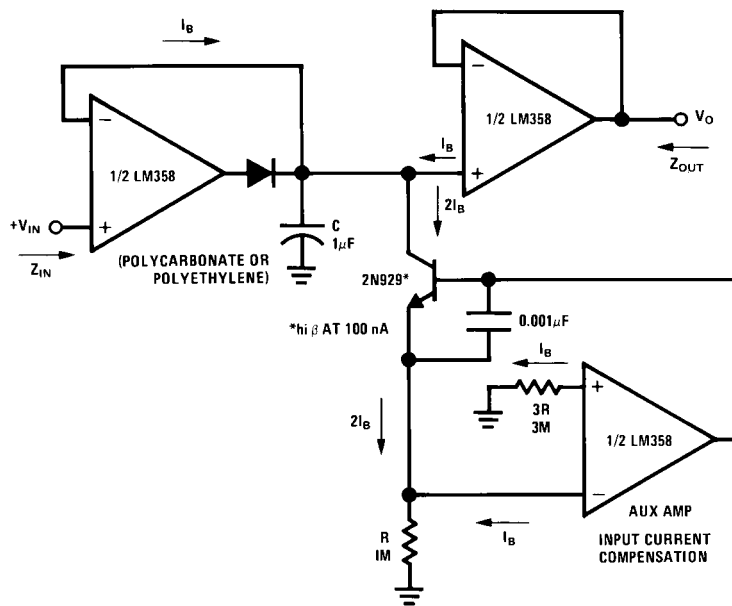 I_B
1/2 LM358
+V_IN
Z_IN
C
1µF
(POLYCARBONATE OR
POLYETHYLENE)
1/2 LM358
V_O
Z_OUT
I_B
2I_B
2N929*
*hi β AT 100 nA
0.001µF
I_B
3R
3M
1/2 LM358
2I_B
AUX AMP
INPUT CURRENT
COMPENSATION
I_B
R
1M